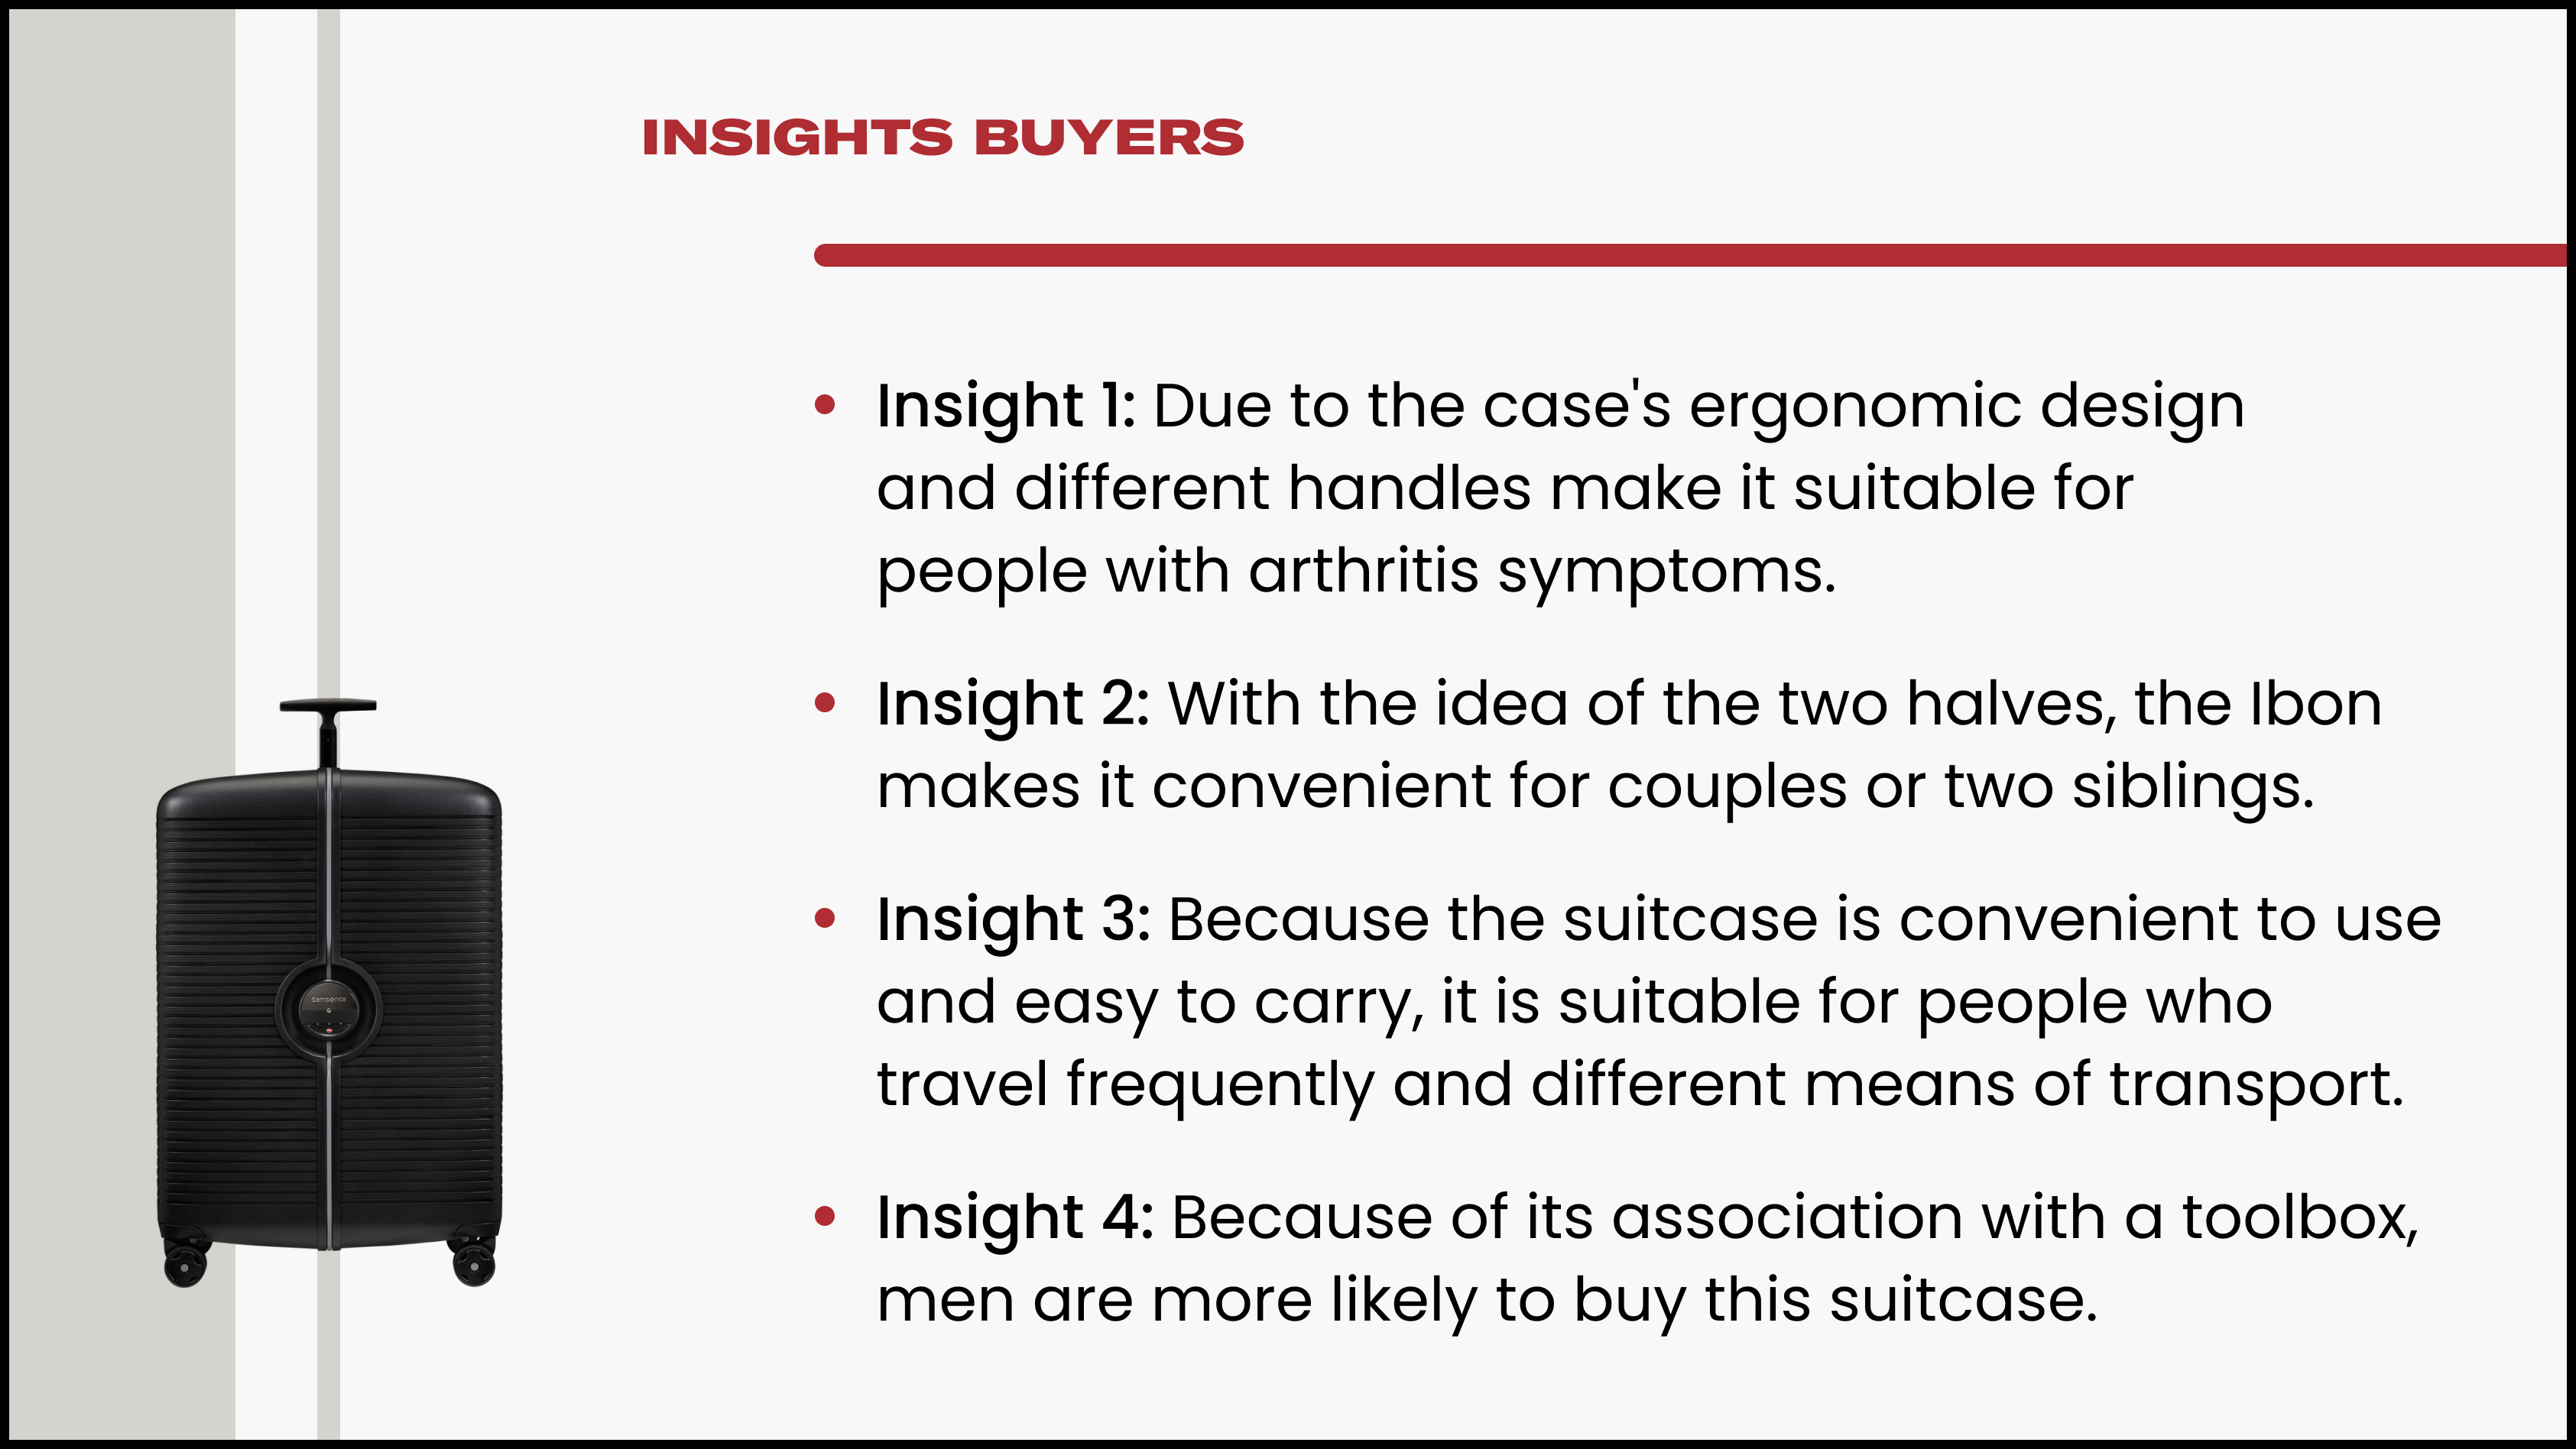 INSIGHTS BUYERS
• Insight 1: Due to the case's ergonomic design
and different handles make it suitable for
people with arthritis symptoms.
• Insight 2: With the idea of the two halves, the Ibon
makes it convenient for couples or two siblings.
• Insight 3: Because the suitcase is convenient to use
and easy to carry, it is suitable for people who
travel frequently and different means of transport.
• Insight 4: Because of its association with a toolbox,
men are more likely to buy this suitcase.
Samsonite